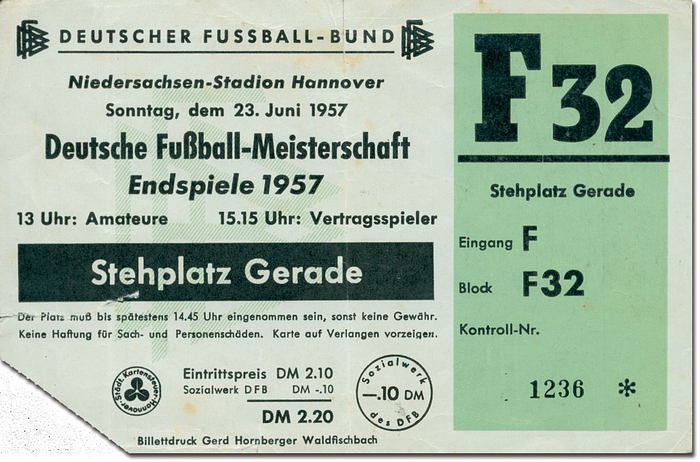 DEUTSCHER FUSSBALL-BUND
Niedersachsen-Stadion Hannover
Sonntag, dem 23. Juni 1957
Deutsche Fußball-Meisterschaft
Endspiele 1957
13 Uhr: Amateure 15.15 Uhr: Vertragsspieler
Stehplatz Gerade
Der Platz muß bis spätestens 14.45 Uhr eingenommen sein, sonst keine Gewähr.
Keine Haftung für Sach- und Personenschäden. Karte auf Verlangen vorzeigen.
Städt. Kartensteuer Hannover
Eintrittspreis DM 2.10
Sozialwerk DFB DM -.10
DM 2.20
Sozialwerk
—.10 DM
des DFB
Billettdruck Gerd Hornberger Waldfischbach
F 32
Stehplatz Gerade
Eingang F
Block F32
Kontroll-Nr.
1236 *